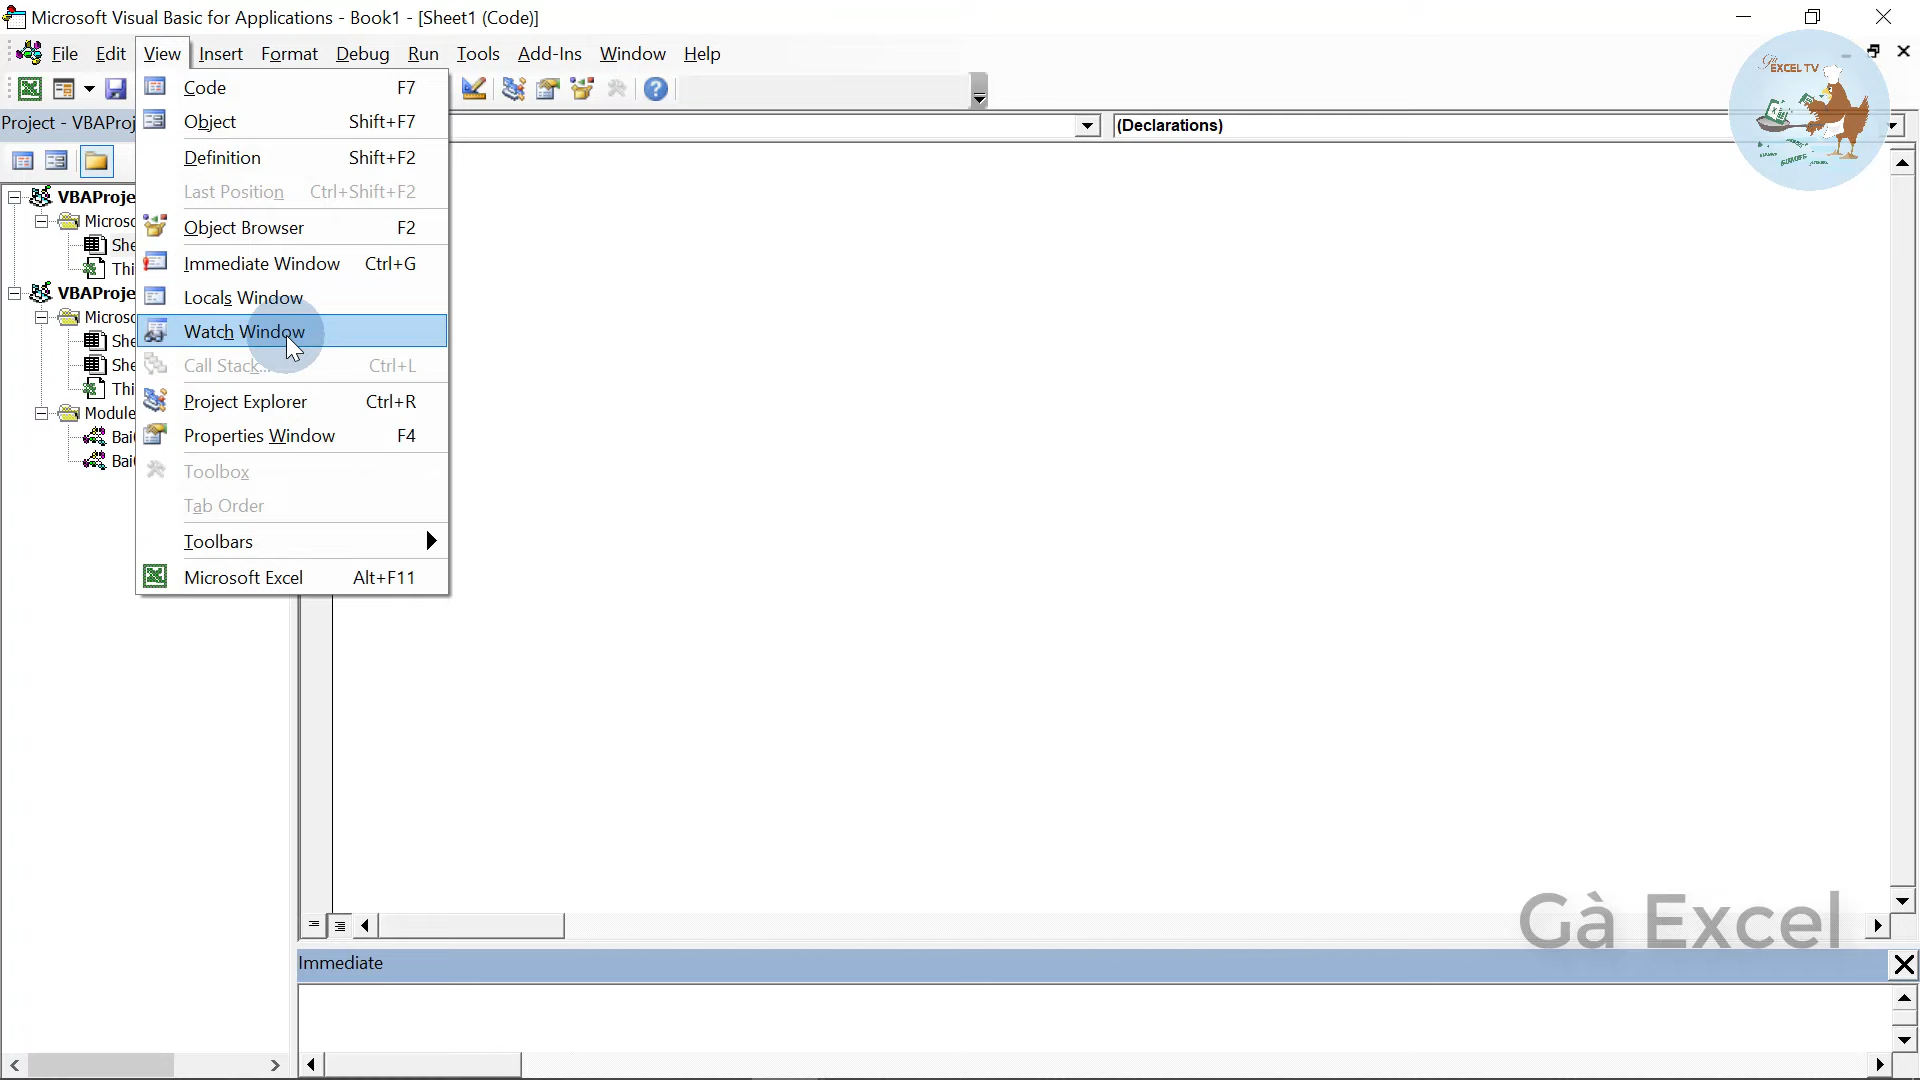 Microsoft Visual Basic for Applications - Book1 - [Sheet1 (Code)]
File Edit View Insert Format Debug Run Tools Add-Ins Window Help
Code F7
Object Shift+F7
Definition Shift+F2
Last Position Ctrl+Shift+F2
Object Browser F2
Immediate Window Ctrl+G
Locals Window
Watch Window
Call Stack... Ctrl+L
Project Explorer Ctrl+R
Properties Window F4
Toolbox
Tab Order
Toolbars
Microsoft Excel Alt+F11
Project - VBAProj
VBAProje
Microso
She
Thi
VBAProje
Microso
She
She
Thi
Module
Bai
Bai
(Declarations)
Gà
EXCEL TV
Gà Excel
Immediate